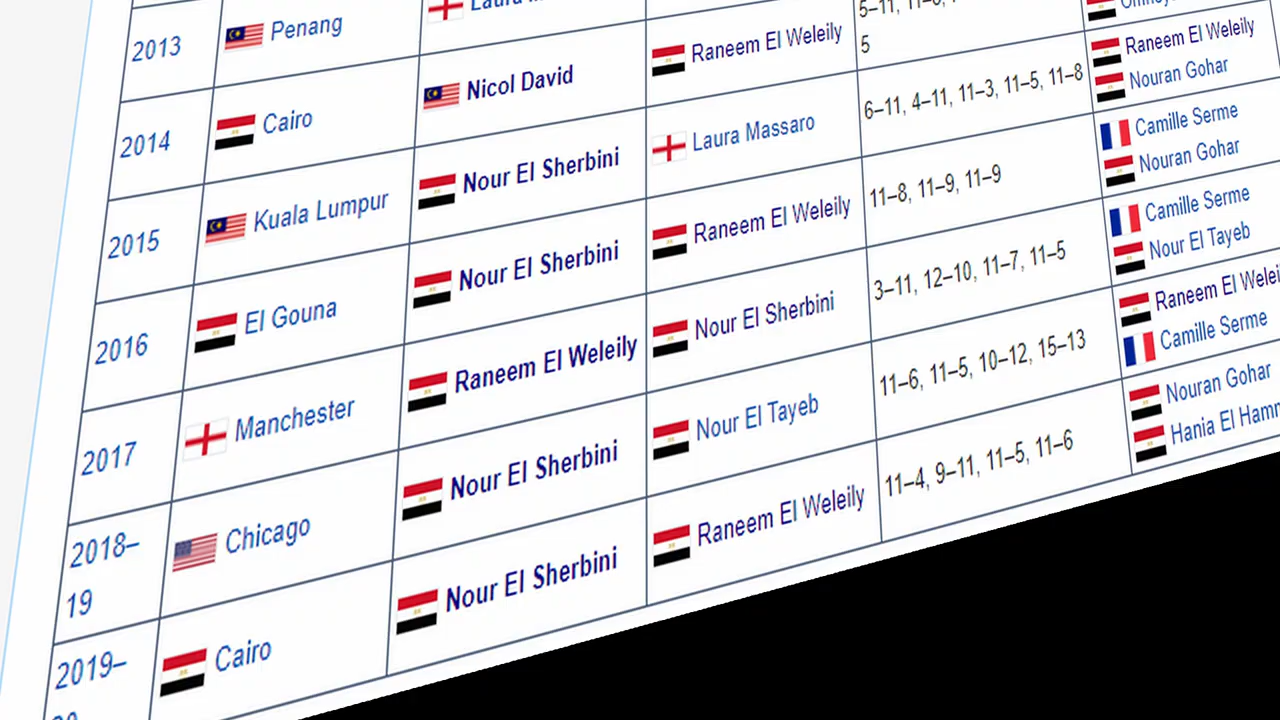 2013
Penang
Laura
2014
Cairo
Nicol David
Raneem El Weleily
5–11,
5
2015
Kuala Lumpur
Nour El Sherbini
Laura Massaro
6–11, 4–11, 11–3, 11–5, 11–8
Raneem El Weleily
Nouran Gohar
2016
El Gouna
Nour El Sherbini
Raneem El Weleily
11–8, 11–9, 11–9
Camille Serme
Nouran Gohar
2017
Manchester
Raneem El Weleily
Nour El Sherbini
3–11, 12–10, 11–7, 11–5
Camille Serme
Nour El Tayeb
2018–
19
Chicago
Nour El Sherbini
Nour El Tayeb
11–6, 11–5, 10–12, 15–13
Raneem El Welei
Camille Serme
2019–
Cairo
Nour El Sherbini
Raneem El Weleily
11–4, 9–11, 11–5, 11–6
Nouran Gohar
Hania El Ham